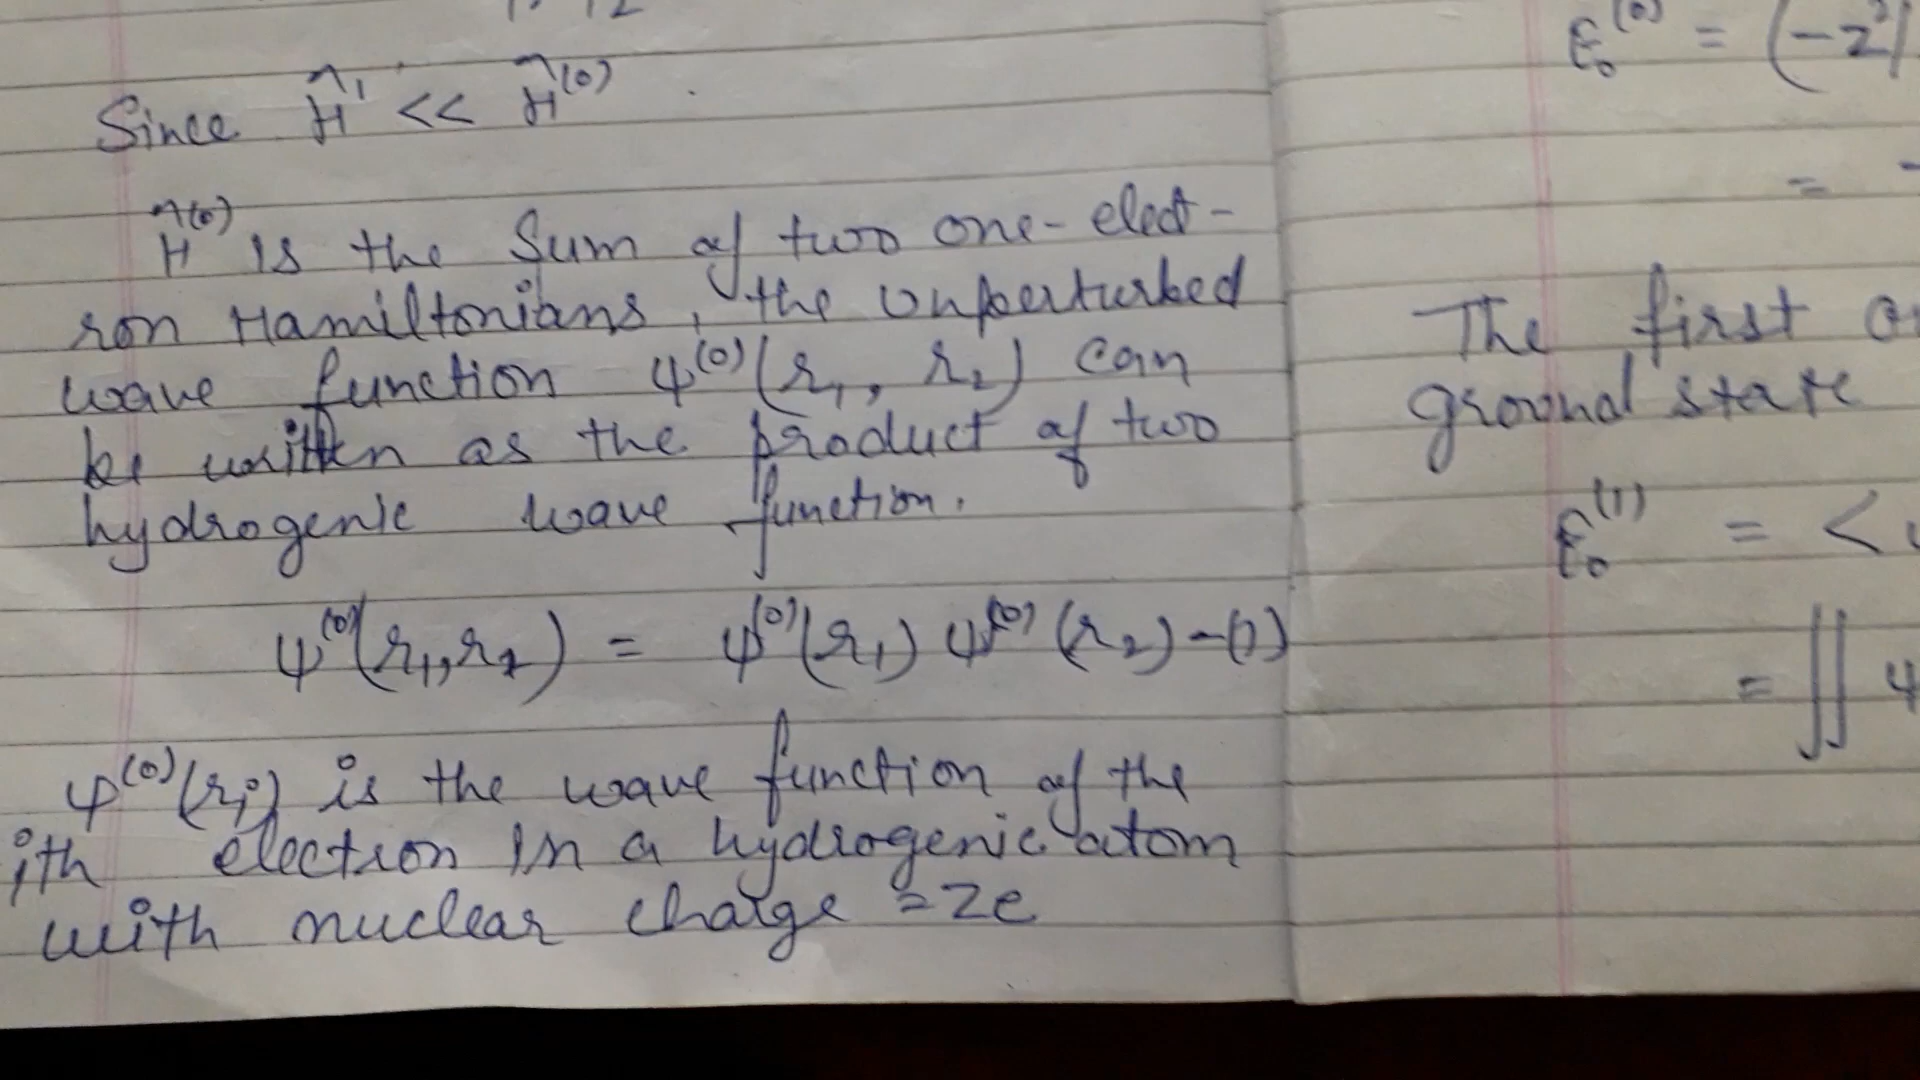 Since Ĥ' << Ĥ⁽⁰⁾
Ĥ⁽⁰⁾ is the Sum of two one-elect-
ron Hamiltonians, the unperturbed
wave function ψ⁽⁰⁾(r₁, r₂) can
be written as the product of two
hydrogenic wave function.
ψ⁽⁰⁾(r₁, r₂) = ψ⁽⁰⁾(r₁) ψ⁽⁰⁾(r₂) -(1)
ψ⁽⁰⁾(rᵢ) is the wave function of the
ith electron in a hydrogenic atom
with nuclear charge = Ze
E₀⁽⁰⁾ = (-Z²
=
The first
ground state
E₀⁽¹⁾ = <
= ∬ ψ